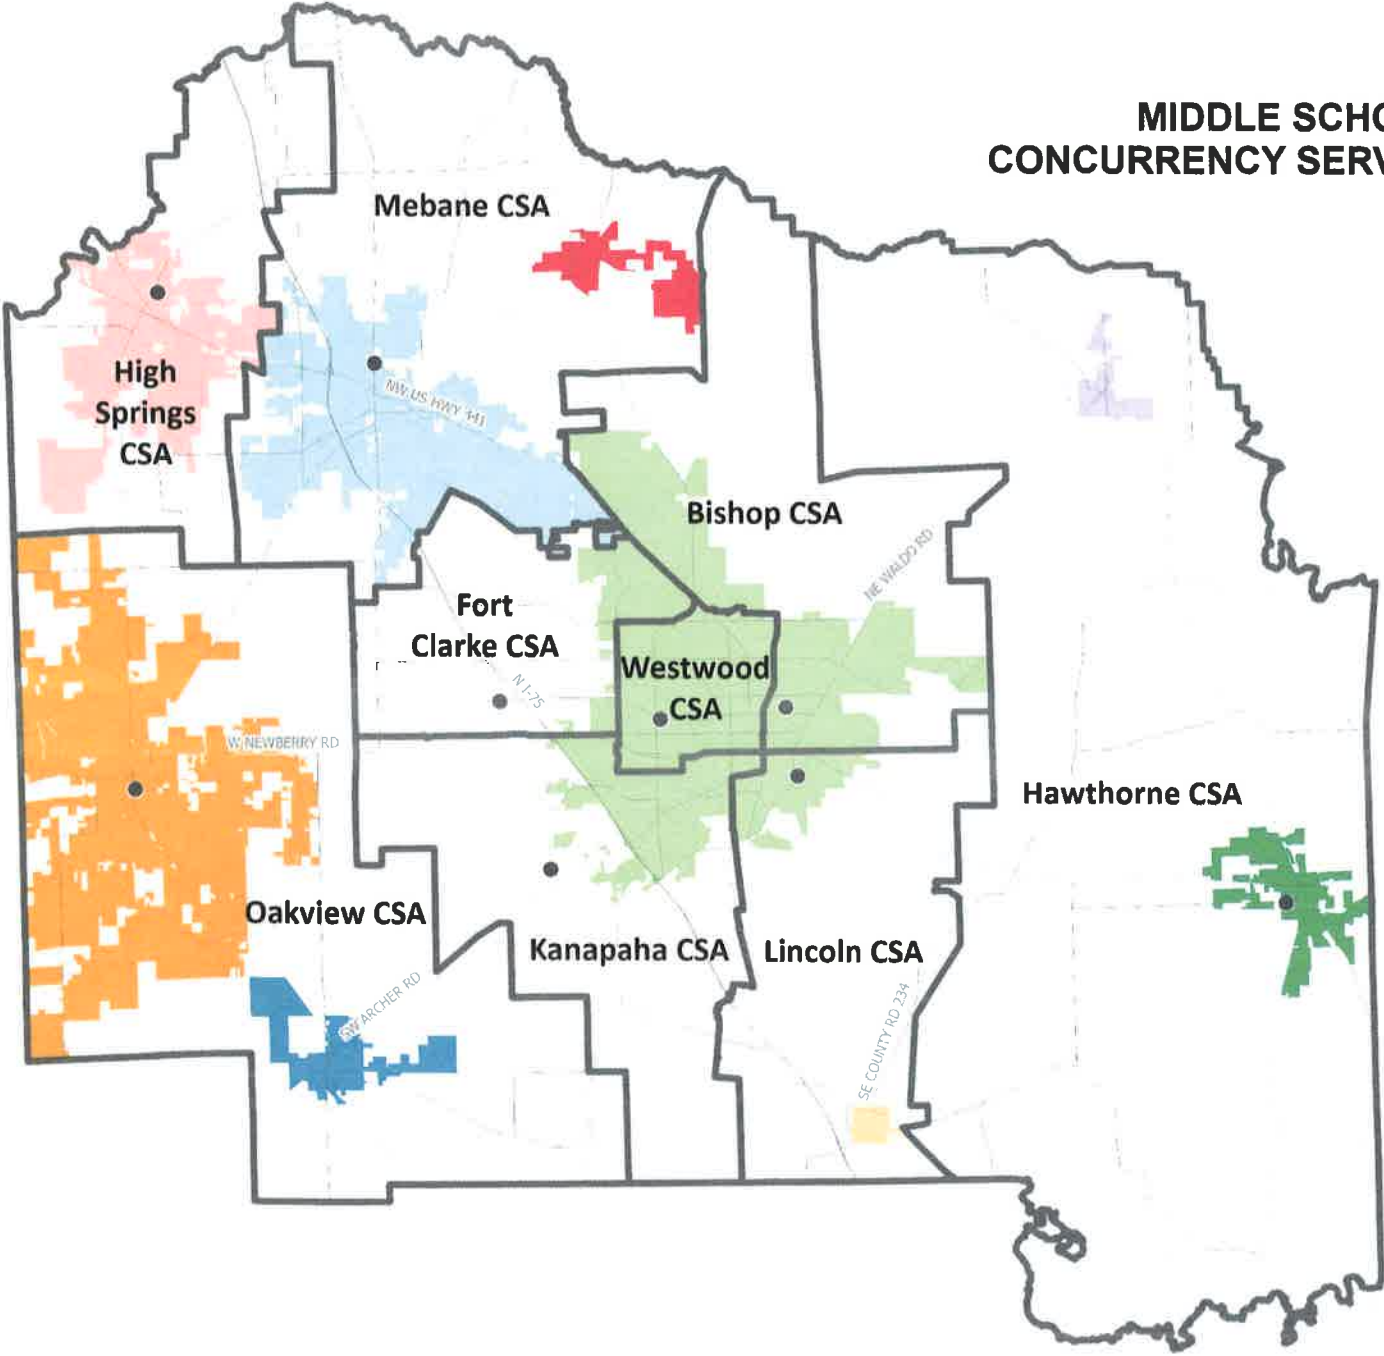 MIDDLE SCHO
CONCURRENCY SERV
Mebane CSA
High
Springs
CSA
NW US HWY 441
Bishop CSA
NE WALDO RD
Fort
Clarke CSA
N I-75
Westwood
CSA
W NEWBERRY RD
Hawthorne CSA
Oakview CSA
Kanapaha CSA
Lincoln CSA
SW ARCHER RD
SE COUNTY RD 234